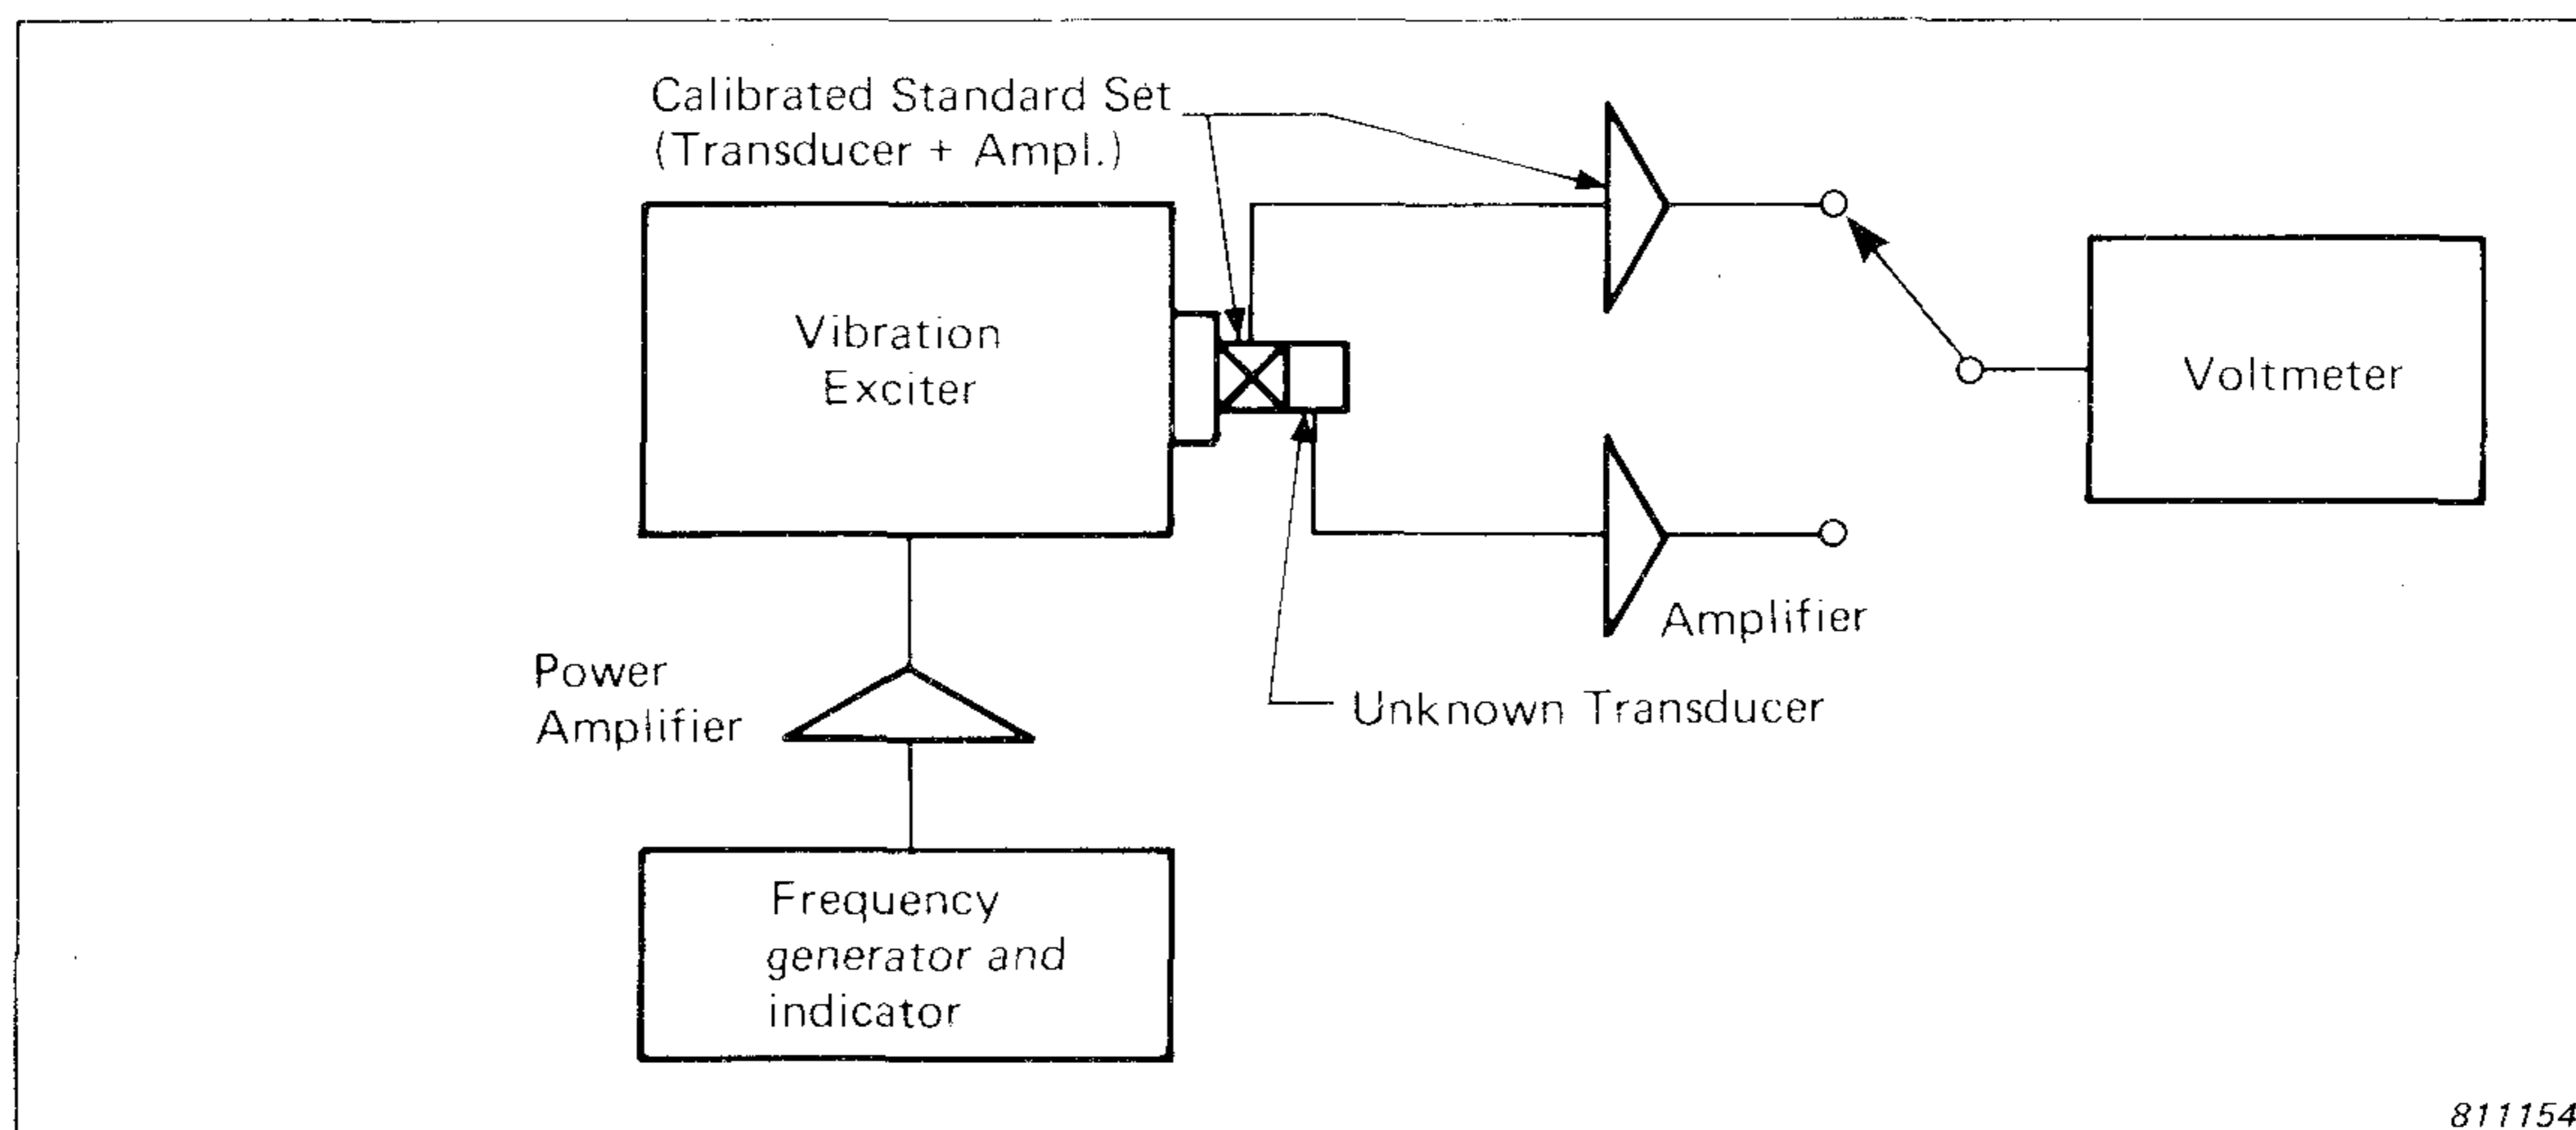 Calibrated Standard Set
(Transducer + Ampl.)
Vibration
Exciter
Voltmeter
Amplifier
Power
Amplifier
Unknown Transducer
Frequency
generator and
indicator
811154